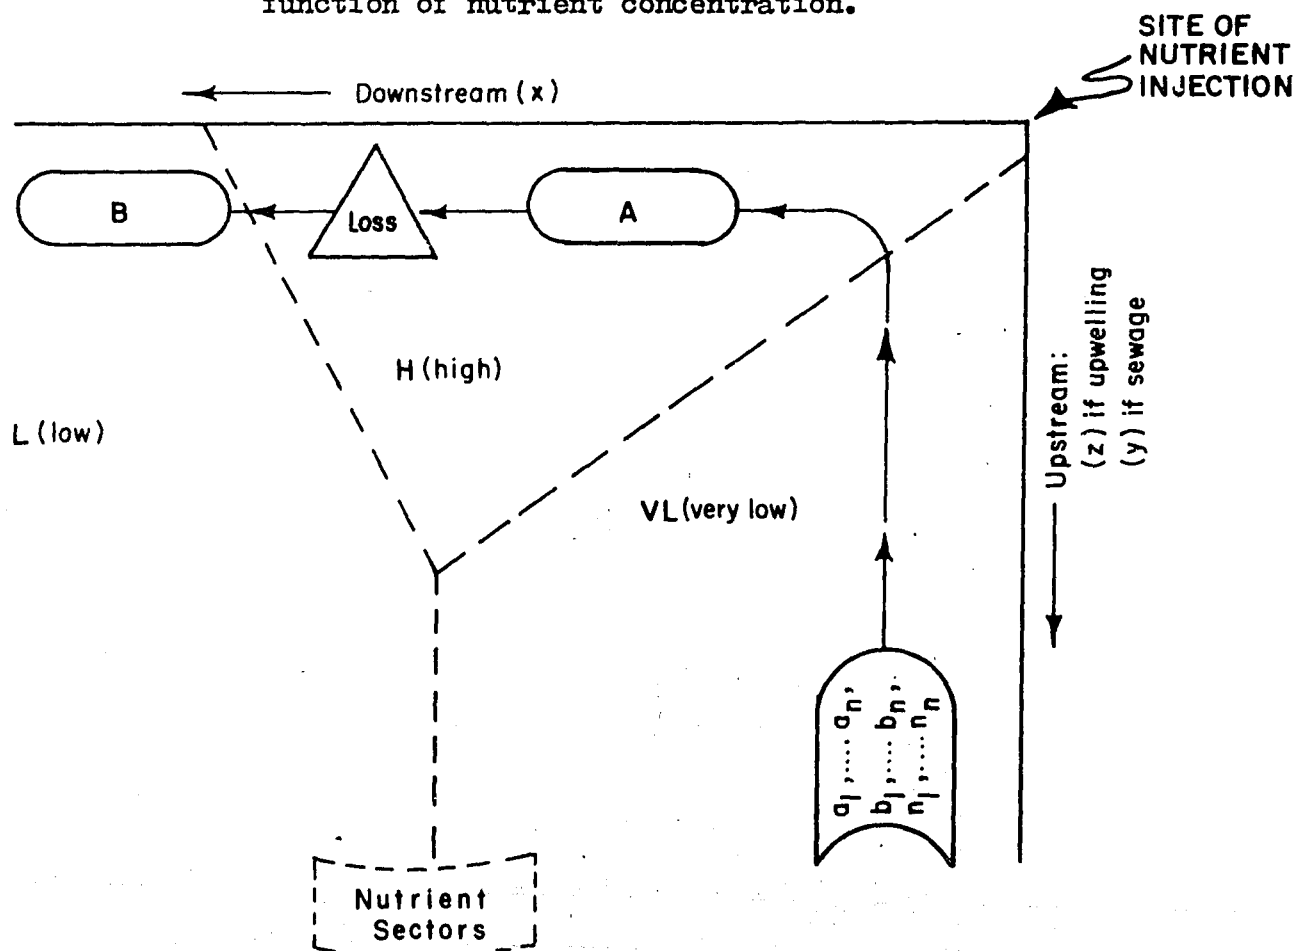 function of nutrient concentration.
SITE OF
NUTRIENT
INJECTION
Downstream (x)
B
Loss
A
H (high)
L (low)
VL (very low)
Upstream:
(z) if upwelling
(y) if sewage
a₁,.....aₙ,
b₁,.....bₙ,
n₁,.....nₙ
Nutrient
Sectors